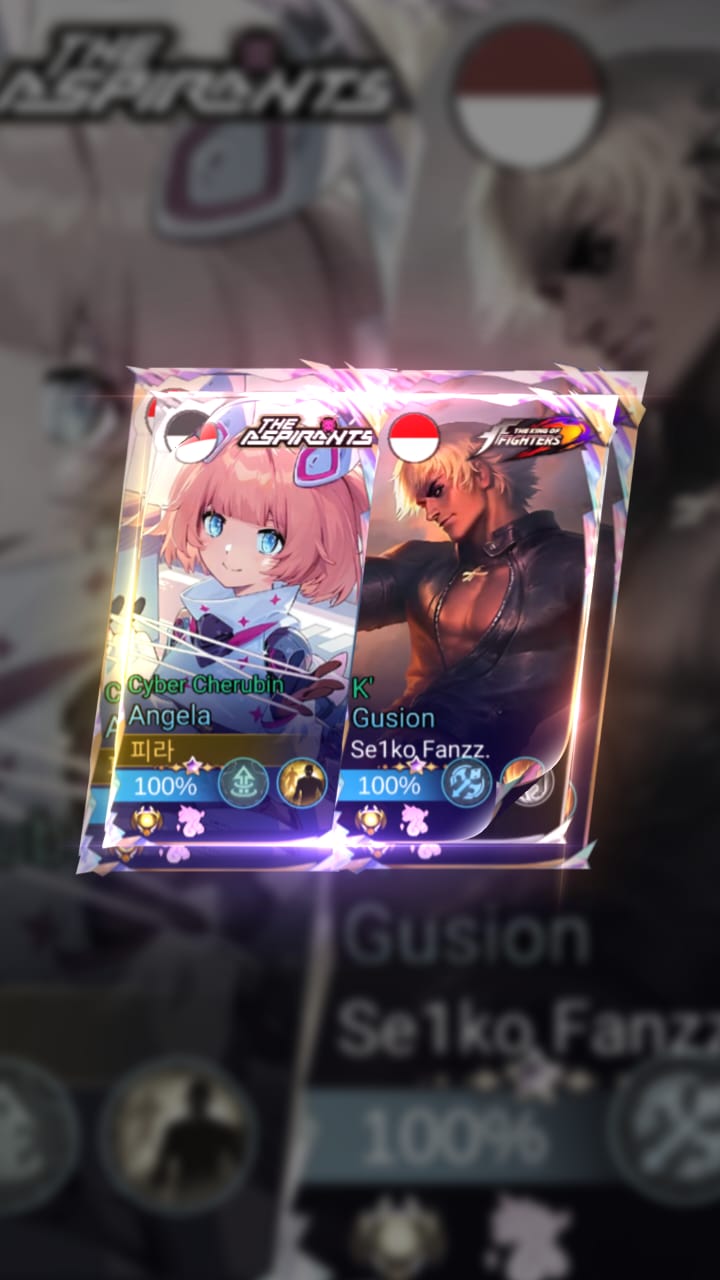 THE
ASPIRANTS
THE
ASPIRANTS
THE KING OF
FIGHTERS
C
Cyber Cherubin
K'
A
Angela
Gusion
피라
Se1ko Fanzz.
100%
100%
Gusion
Se1ko Fanzz
100%